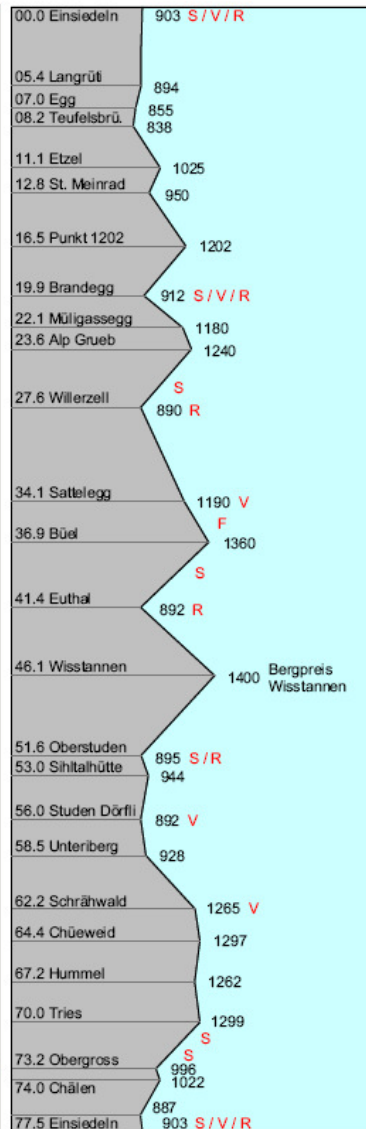 00.0 Einsiedeln 903 S / V / R
05.4 Langrüti 894
07.0 Egg 855
08.2 Teufelsbrü. 838
11.1 Etzel 1025
12.8 St. Meinrad 950
16.5 Punkt 1202 1202
19.9 Brandegg 912 S / V / R
22.1 Müligassegg 1180
23.6 Alp Grueb 1240
S
27.6 Willerzell 890 R
34.1 Sattelegg 1190 V
F
36.9 Büel 1360
S
41.4 Euthal 892 R
46.1 Wisstannen 1400 Bergpreis
Wisstannen
51.6 Oberstuden 895 S / R
53.0 Sihltalhütte 944
56.0 Studen Dörfli 892 V
58.5 Unteriberg 928
62.2 Schrähwald 1265 V
64.4 Chüeweid 1297
67.2 Hummel 1262
70.0 Tries 1299
S
S
73.2 Obergross 996
74.0 Chälen 1022
887
77.5 Einsiedeln 903 S / V / R